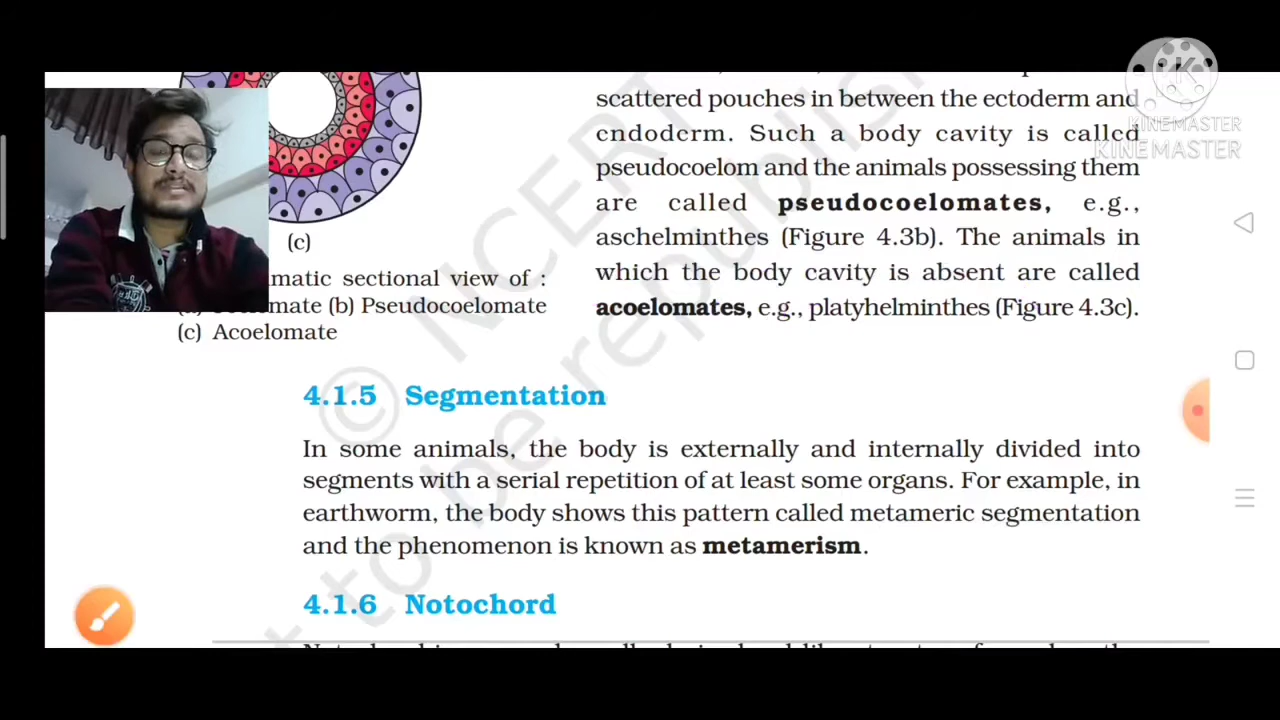 scattered pouches in between the ectoderm and
endoderm. Such a body cavity is called
pseudocoelom and the animals possessing them
are called pseudocoelomates, e.g.,
aschelminthes (Figure 4.3b). The animals in
which the body cavity is absent are called
acoelomates, e.g., platyhelminthes (Figure 4.3c).
(c)
matic sectional view of :
mate (b) Pseudocoelomate
(c) Acoelomate
4.1.5 Segmentation
In some animals, the body is externally and internally divided into
segments with a serial repetition of at least some organs. For example, in
earthworm, the body shows this pattern called metameric segmentation
and the phenomenon is known as metamerism.
4.1.6 Notochord
© NCERT
to be republish
KINEMASTER
KINEMASTER